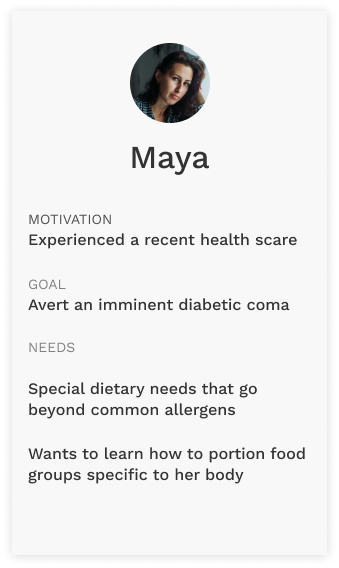 Maya
MOTIVATION
Experienced a recent health scare
GOAL
Avert an imminent diabetic coma
NEEDS
Special dietary needs that go
beyond common allergens
Wants to learn how to portion food
groups specific to her body